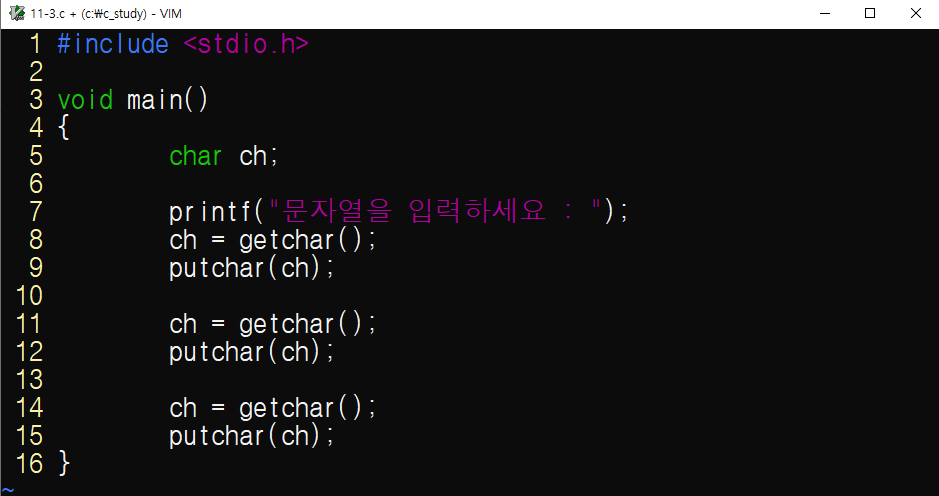 11-3.c + (c:₩c_study) - VIM
1 #include <stdio.h>
2
3 void main()
4 {
5 char ch;
6
7 printf("문자열을 입력하세요 : ");
8 ch = getchar();
9 putchar(ch);
10
11 ch = getchar();
12 putchar(ch);
13
14 ch = getchar();
15 putchar(ch);
16 }
~